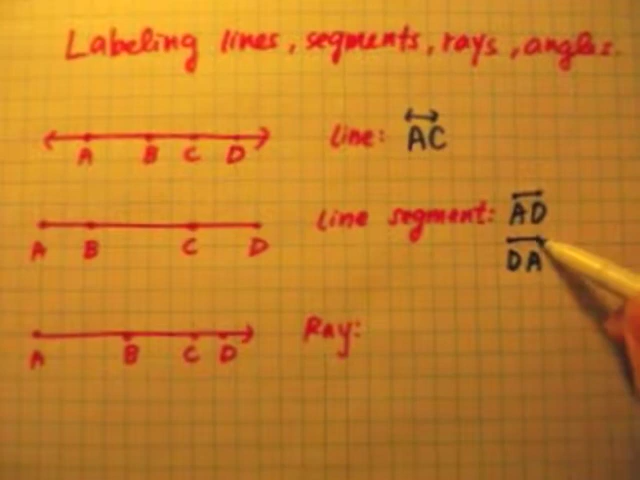 Labeling lines, segments, rays, angles.
A B C D
line: AC
A B C D
line segment: AD
DA
A B C D
Ray: